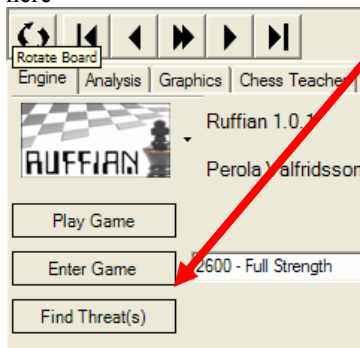 here
Rotate Board
Engine Analysis Graphics Chess Teacher
Ruffian 1.0.1
RUFFIAN
Perola Valfridsson
Play Game
Enter Game
2600 - Full Strength
Find Threat(s)